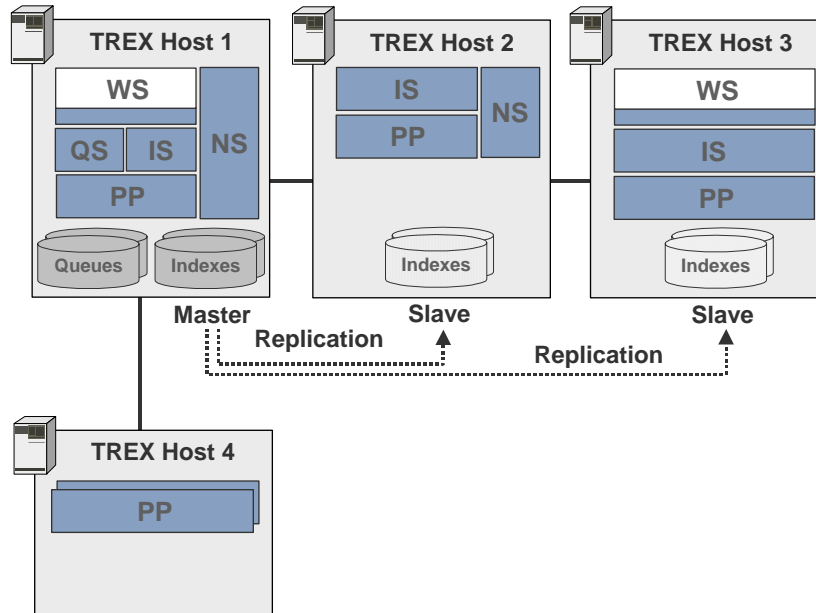 TREX Host 1
WS
NS
QS
IS
PP
Queues
Indexes
TREX Host 2
IS
NS
PP
Indexes
TREX Host 3
WS
IS
PP
Indexes
Master
Slave
Slave
Replication
Replication
TREX Host 4
PP